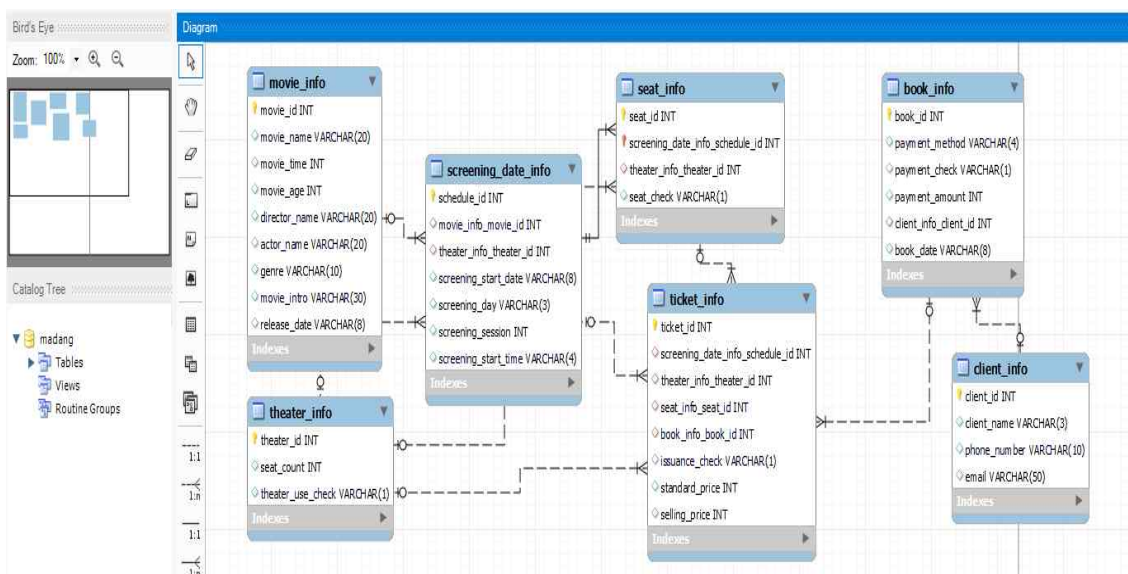 Bird's Eye
Zoom: 100%
Catalog Tree
madang
Tables
Views
Routine Groups
Diagram
1:1
1:n
1:1
movie_info
movie_id INT
movie_name VARCHAR(20)
movie_time INT
movie_age INT
director_name VARCHAR(20)
actor_name VARCHAR(20)
genre VARCHAR(10)
movie_intro VARCHAR(30)
release_date VARCHAR(8)
Indexes
theater_info
theater_id INT
seat_count INT
theater_use_check VARCHAR(1)
Indexes
screening_date_info
schedule_id INT
movie_info_movie_id INT
theater_info_theater_id INT
screening_start_date VARCHAR(8)
screening_day VARCHAR(3)
screening_session INT
screening_start_time VARCHAR(4)
Indexes
seat_info
seat_id INT
screening_date_info_schedule_id INT
theater_info_theater_id INT
seat_check VARCHAR(1)
Indexes
ticket_info
ticket_id INT
screening_date_info_schedule_id INT
theater_info_theater_id INT
seat_info_seat_id INT
book_info_book_id INT
issuance_check VARCHAR(1)
standard_price INT
selling_price INT
Indexes
book_info
book_id INT
payment_method VARCHAR(4)
payment_check VARCHAR(1)
payment_amount INT
client_info_client_id INT
book_date VARCHAR(8)
Indexes
client_info
client_id INT
client_name VARCHAR(3)
phone_number VARCHAR(10)
email VARCHAR(50)
Indexes